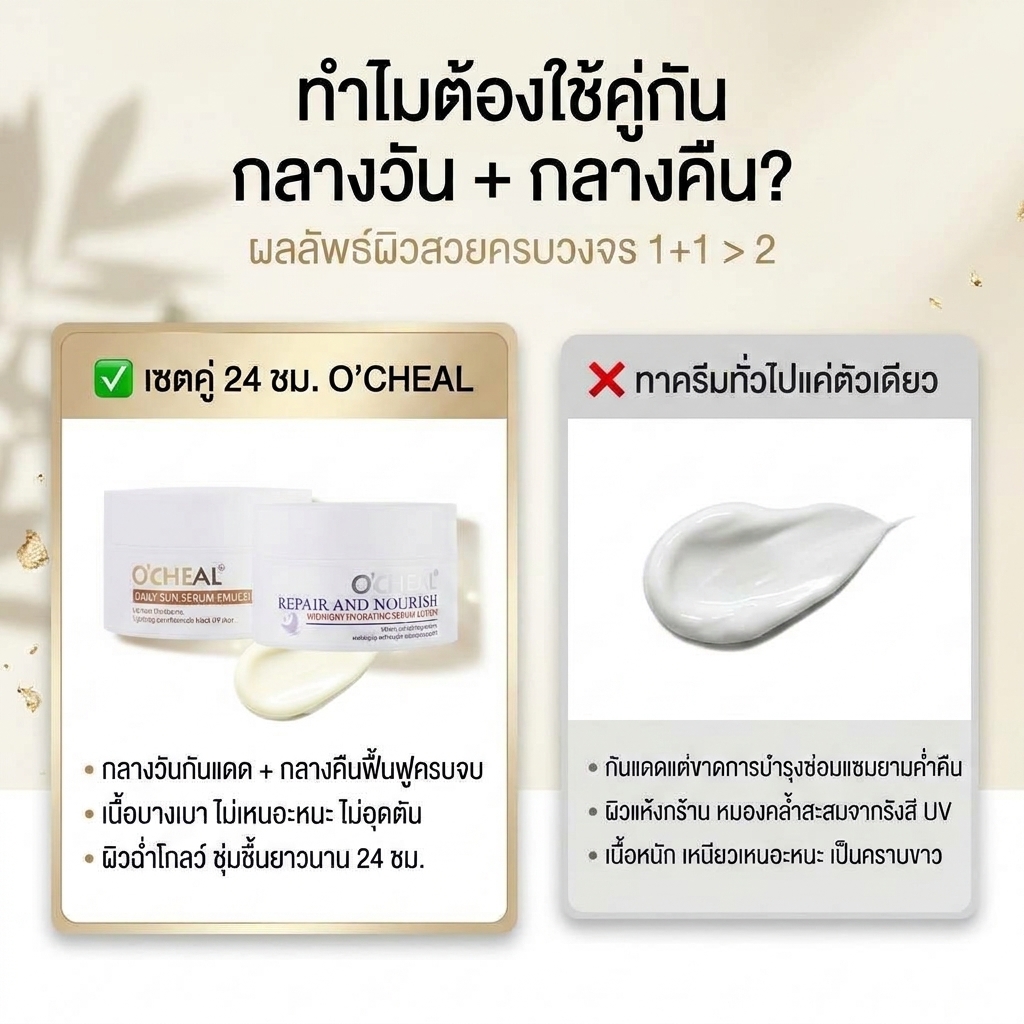 ทำไมต้องใช้คู่กัน
กลางวัน + กลางคืน?
ผลลัพธ์ผิวสวยครบวงจร 1+1 > 2
✅ เซตคู่ 24 ชม. O'CHEAL
O'CHEAL
DAILY SUN SERUM EMUCEI
O'CHEAL
REPAIR AND NOURISH
SERUM LOTION
• กลางวันกันแดด + กลางคืนฟื้นฟูครบจบ
• เนื้อบางเบา ไม่เหนอะหนะ ไม่อุดตัน
• ผิวฉ่ำโกลว์ ชุ่มชื้นยาวนาน 24 ชม.
❌ ทาครีมทั่วไปแค่ตัวเดียว
• กันแดดแต่ขาดการบำรุงซ่อมแซมยามค่ำคืน
• ผิวแห้งกร้าน หมองคล้ำสะสมจากรังสี UV
• เนื้อหนัก เหนียวเหนอะหนะ เป็นคราบขาว